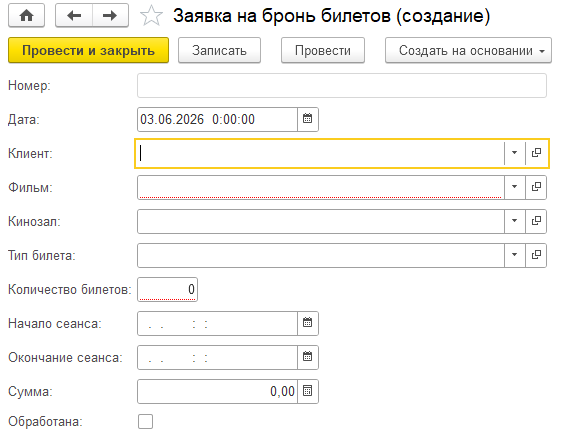 Заявка на бронь билетов (создание)
Провести и закрыть Записать Провести Создать на основании
Номер:
Дата: 03.06.2026 0:00:00
Клиент:
Фильм:
Кинозал:
Тип билета:
Количество билетов: 0
Начало сеанса: . . : :
Окончание сеанса: . . : :
Сумма: 0,00
Обработана: